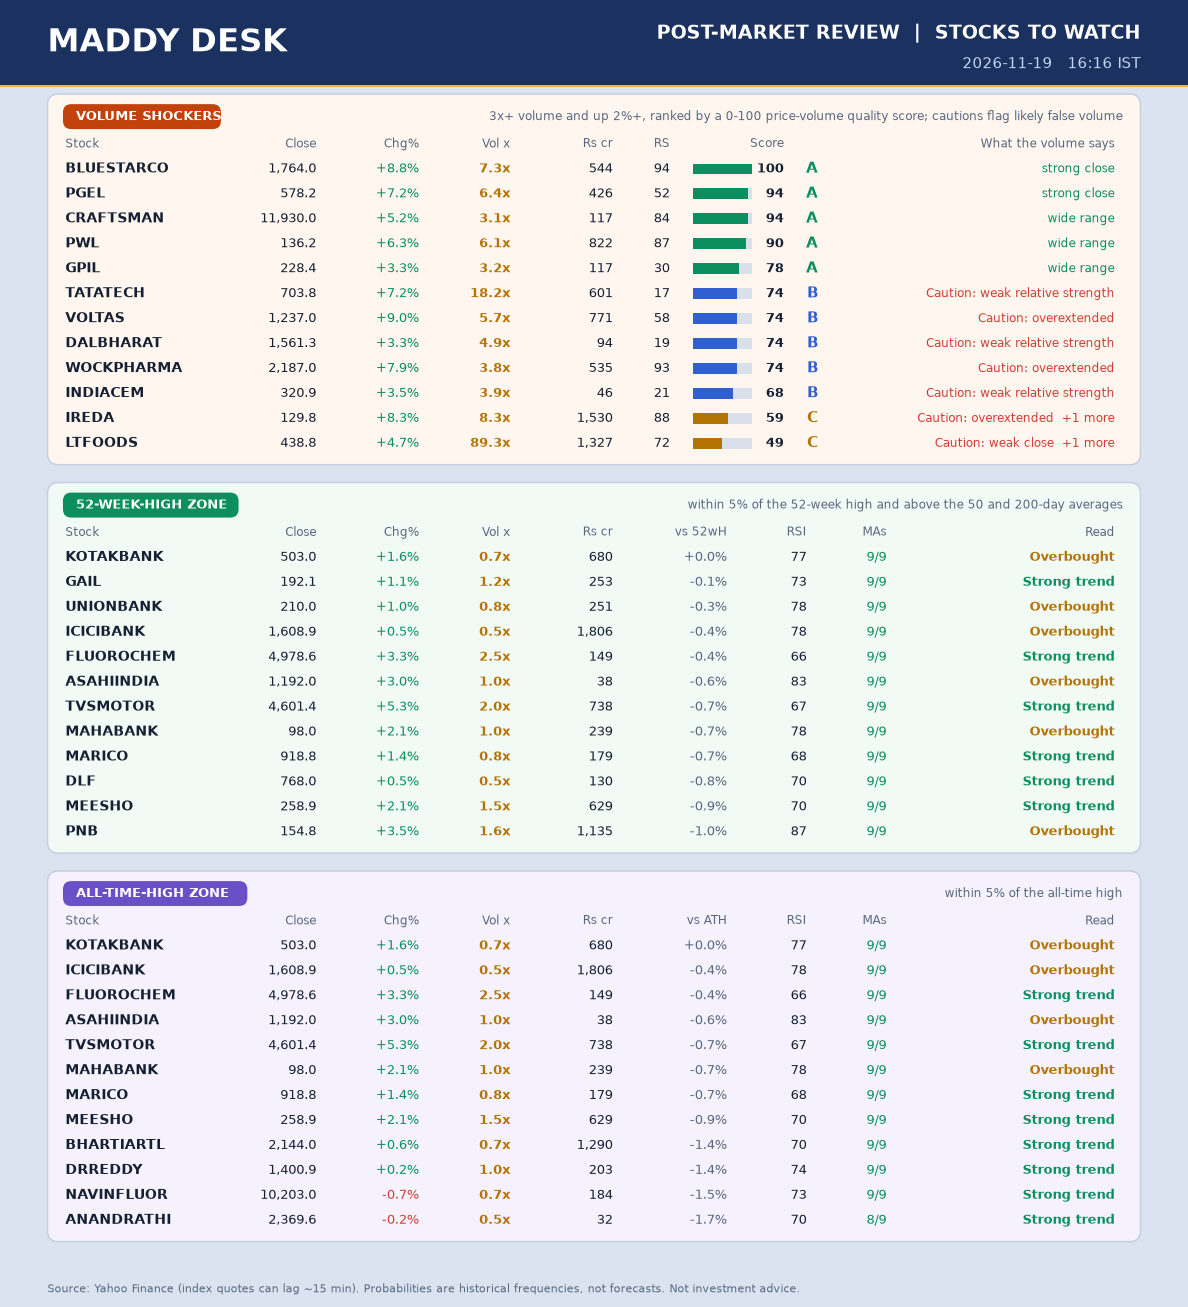 MADDY DESK
POST-MARKET REVIEW | STOCKS TO WATCH
2026-11-19 16:16 IST
VOLUME SHOCKERS
3x+ volume and up 2%+, ranked by a 0-100 price-volume quality score; cautions flag likely false volume
Stock Close Chg% Vol x Rs cr RS Score What the volume says
BLUESTARCO 1,764.0 +8.8% 7.3x 544 94 100 A strong close
PGEL 578.2 +7.2% 6.4x 426 52 94 A strong close
CRAFTSMAN 11,930.0 +5.2% 3.1x 117 84 94 A wide range
PWL 136.2 +6.3% 6.1x 822 87 90 A wide range
GPIL 228.4 +3.3% 3.2x 117 30 78 A wide range
TATATECH 703.8 +7.2% 18.2x 601 17 74 B Caution: weak relative strength
VOLTAS 1,237.0 +9.0% 5.7x 771 58 74 B Caution: overextended
DALBHARAT 1,561.3 +3.3% 4.9x 94 19 74 B Caution: weak relative strength
WOCKPHARMA 2,187.0 +7.9% 3.8x 535 93 74 B Caution: overextended
INDIACEM 320.9 +3.5% 3.9x 46 21 68 B Caution: weak relative strength
IREDA 129.8 +8.3% 8.3x 1,530 88 59 C Caution: overextended +1 more
LTFOODS 438.8 +4.7% 89.3x 1,327 72 49 C Caution: weak close +1 more
52-WEEK-HIGH ZONE
within 5% of the 52-week high and above the 50 and 200-day averages
Stock Close Chg% Vol x Rs cr vs 52wH RSI MAs Read
KOTAKBANK 503.0 +1.6% 0.7x 680 +0.0% 77 9/9 Overbought
GAIL 192.1 +1.1% 1.2x 253 -0.1% 73 9/9 Strong trend
UNIONBANK 210.0 +1.0% 0.8x 251 -0.3% 78 9/9 Overbought
ICICIBANK 1,608.9 +0.5% 0.5x 1,806 -0.4% 78 9/9 Overbought
FLUOROCHEM 4,978.6 +3.3% 2.5x 149 -0.4% 66 9/9 Strong trend
ASAHIINDIA 1,192.0 +3.0% 1.0x 38 -0.6% 83 9/9 Overbought
TVSMOTOR 4,601.4 +5.3% 2.0x 738 -0.7% 67 9/9 Strong trend
MAHABANK 98.0 +2.1% 1.0x 239 -0.7% 78 9/9 Overbought
MARICO 918.8 +1.4% 0.8x 179 -0.7% 68 9/9 Strong trend
DLF 768.0 +0.5% 0.5x 130 -0.8% 70 9/9 Strong trend
MEESHO 258.9 +2.1% 1.5x 629 -0.9% 70 9/9 Strong trend
PNB 154.8 +3.5% 1.6x 1,135 -1.0% 87 9/9 Overbought
ALL-TIME-HIGH ZONE
within 5% of the all-time high
Stock Close Chg% Vol x Rs cr vs ATH RSI MAs Read
KOTAKBANK 503.0 +1.6% 0.7x 680 +0.0% 77 9/9 Overbought
ICICIBANK 1,608.9 +0.5% 0.5x 1,806 -0.4% 78 9/9 Overbought
FLUOROCHEM 4,978.6 +3.3% 2.5x 149 -0.4% 66 9/9 Strong trend
ASAHIINDIA 1,192.0 +3.0% 1.0x 38 -0.6% 83 9/9 Overbought
TVSMOTOR 4,601.4 +5.3% 2.0x 738 -0.7% 67 9/9 Strong trend
MAHABANK 98.0 +2.1% 1.0x 239 -0.7% 78 9/9 Overbought
MARICO 918.8 +1.4% 0.8x 179 -0.7% 68 9/9 Strong trend
MEESHO 258.9 +2.1% 1.5x 629 -0.9% 70 9/9 Strong trend
BHARTIARTL 2,144.0 +0.6% 0.7x 1,290 -1.4% 70 9/9 Strong trend
DRREDDY 1,400.9 +0.2% 1.0x 203 -1.4% 74 9/9 Strong trend
NAVINFLUOR 10,203.0 -0.7% 0.7x 184 -1.5% 73 9/9 Strong trend
ANANDRATHI 2,369.6 -0.2% 0.5x 32 -1.7% 70 8/9 Strong trend
Source: Yahoo Finance (index quotes can lag ~15 min). Probabilities are historical frequencies, not forecasts. Not investment advice.